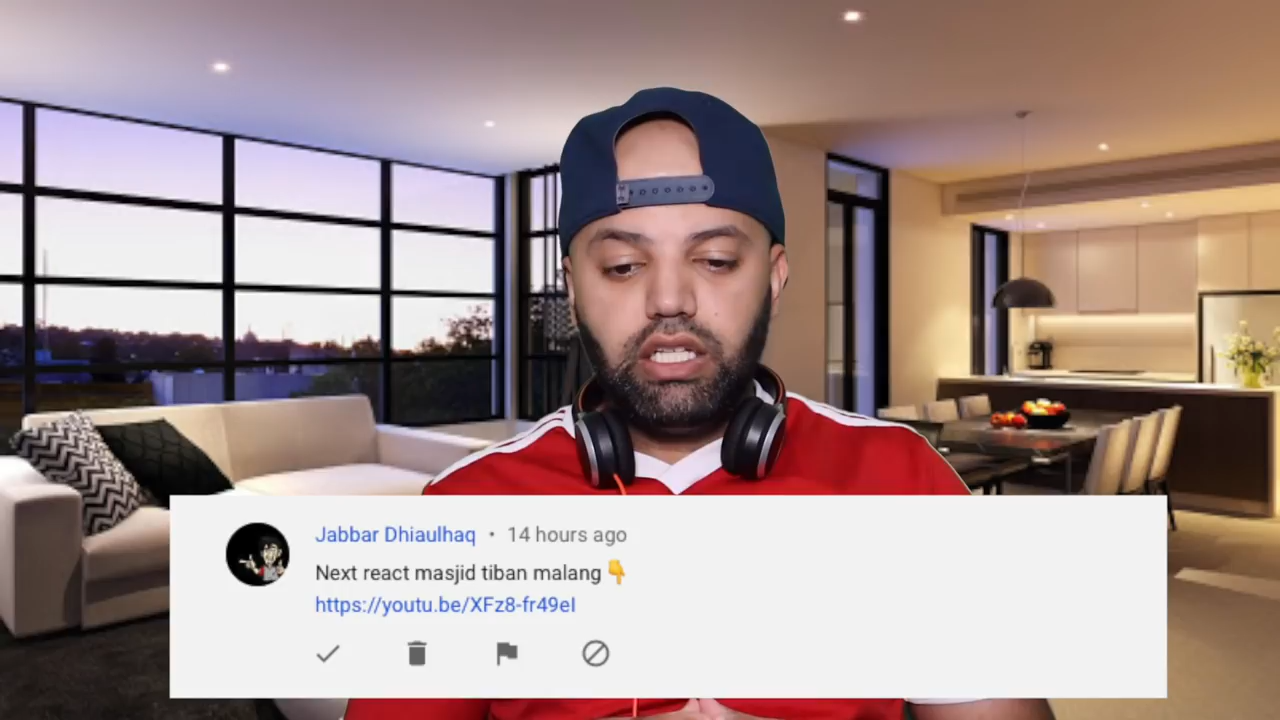 Jabbar Dhiaulhaq • 14 hours ago
Next react masjid tiban malang👇
https://youtu.be/XFz8-fr49eI